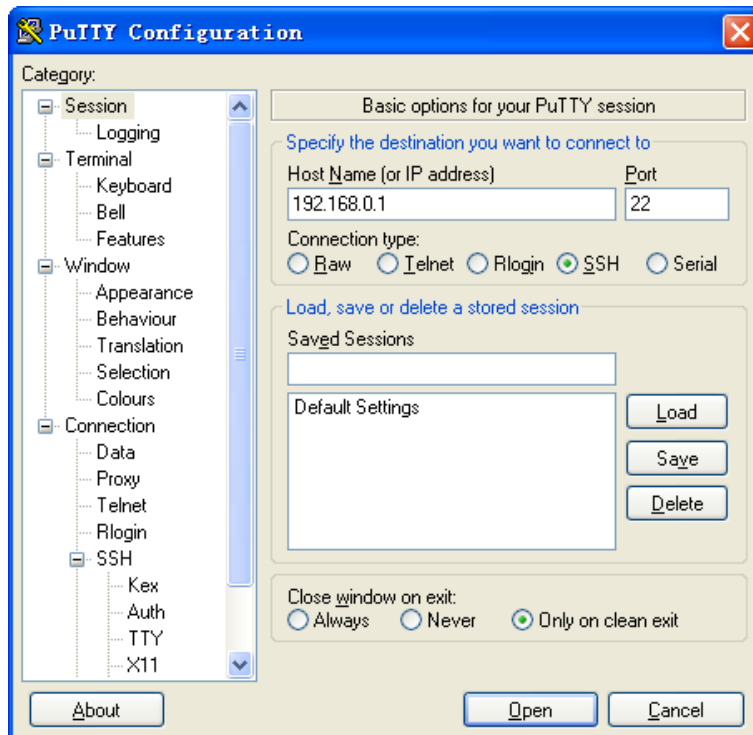 PuTTY Configuration
Category:
Session
Logging
Terminal
Keyboard
Bell
Features
Window
Appearance
Behaviour
Translation
Selection
Colours
Connection
Data
Proxy
Telnet
Rlogin
SSH
Kex
Auth
TTY
X11
Basic options for your PuTTY session
Specify the destination you want to connect to
Host Name (or IP address) Port
192.168.0.1 22
Connection type:
Raw Telnet Rlogin SSH Serial
Load, save or delete a stored session
Saved Sessions
Default Settings
Load
Save
Delete
Close window on exit:
Always Never Only on clean exit
About Open Cancel